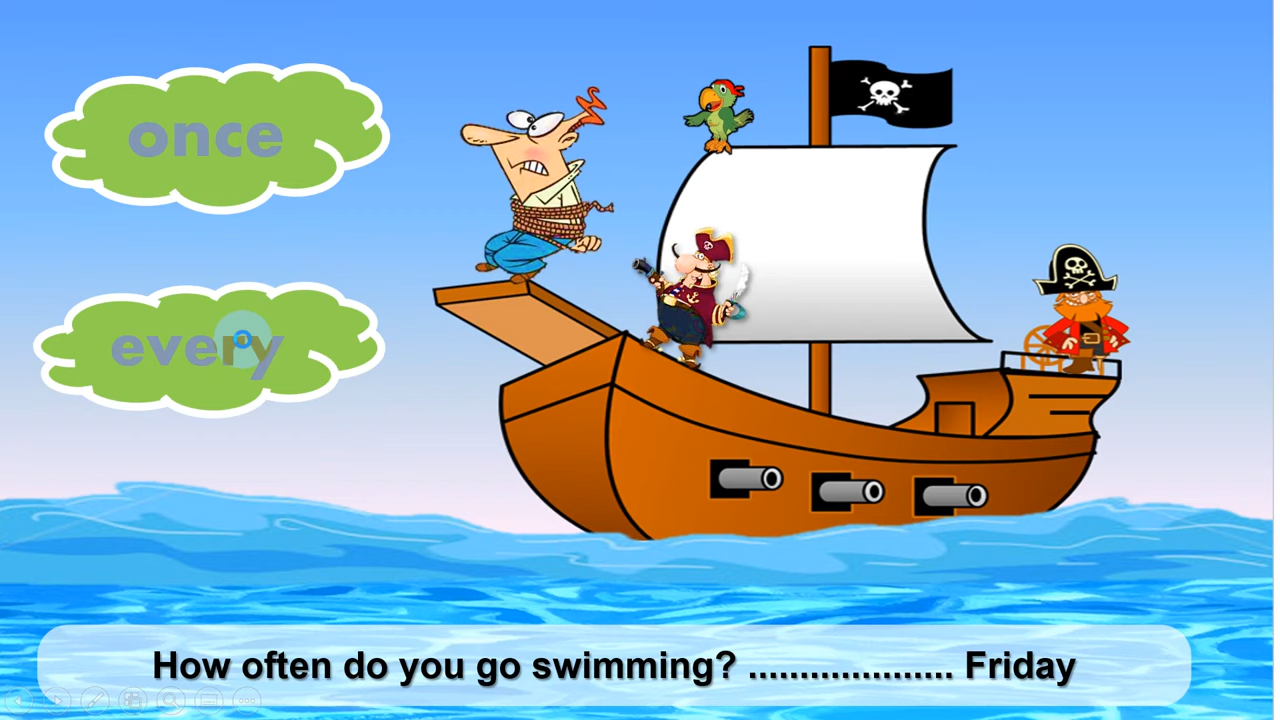 once
every
How often do you go swimming? .................... Friday